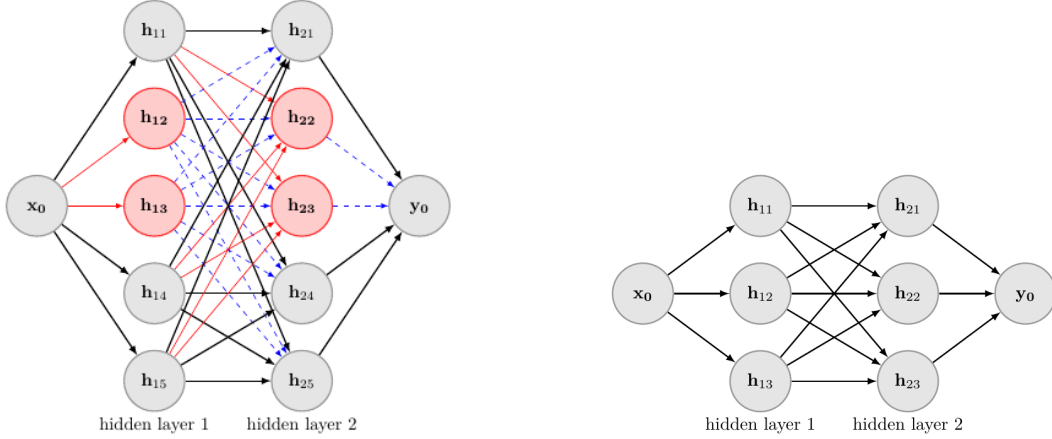 h11
h21
h12
h22
x0
h13
h23
y0
h14
h24
h15
h25
hidden layer 1
hidden layer 2
h11
h21
x0
h12
h22
y0
h13
h23
hidden layer 1
hidden layer 2